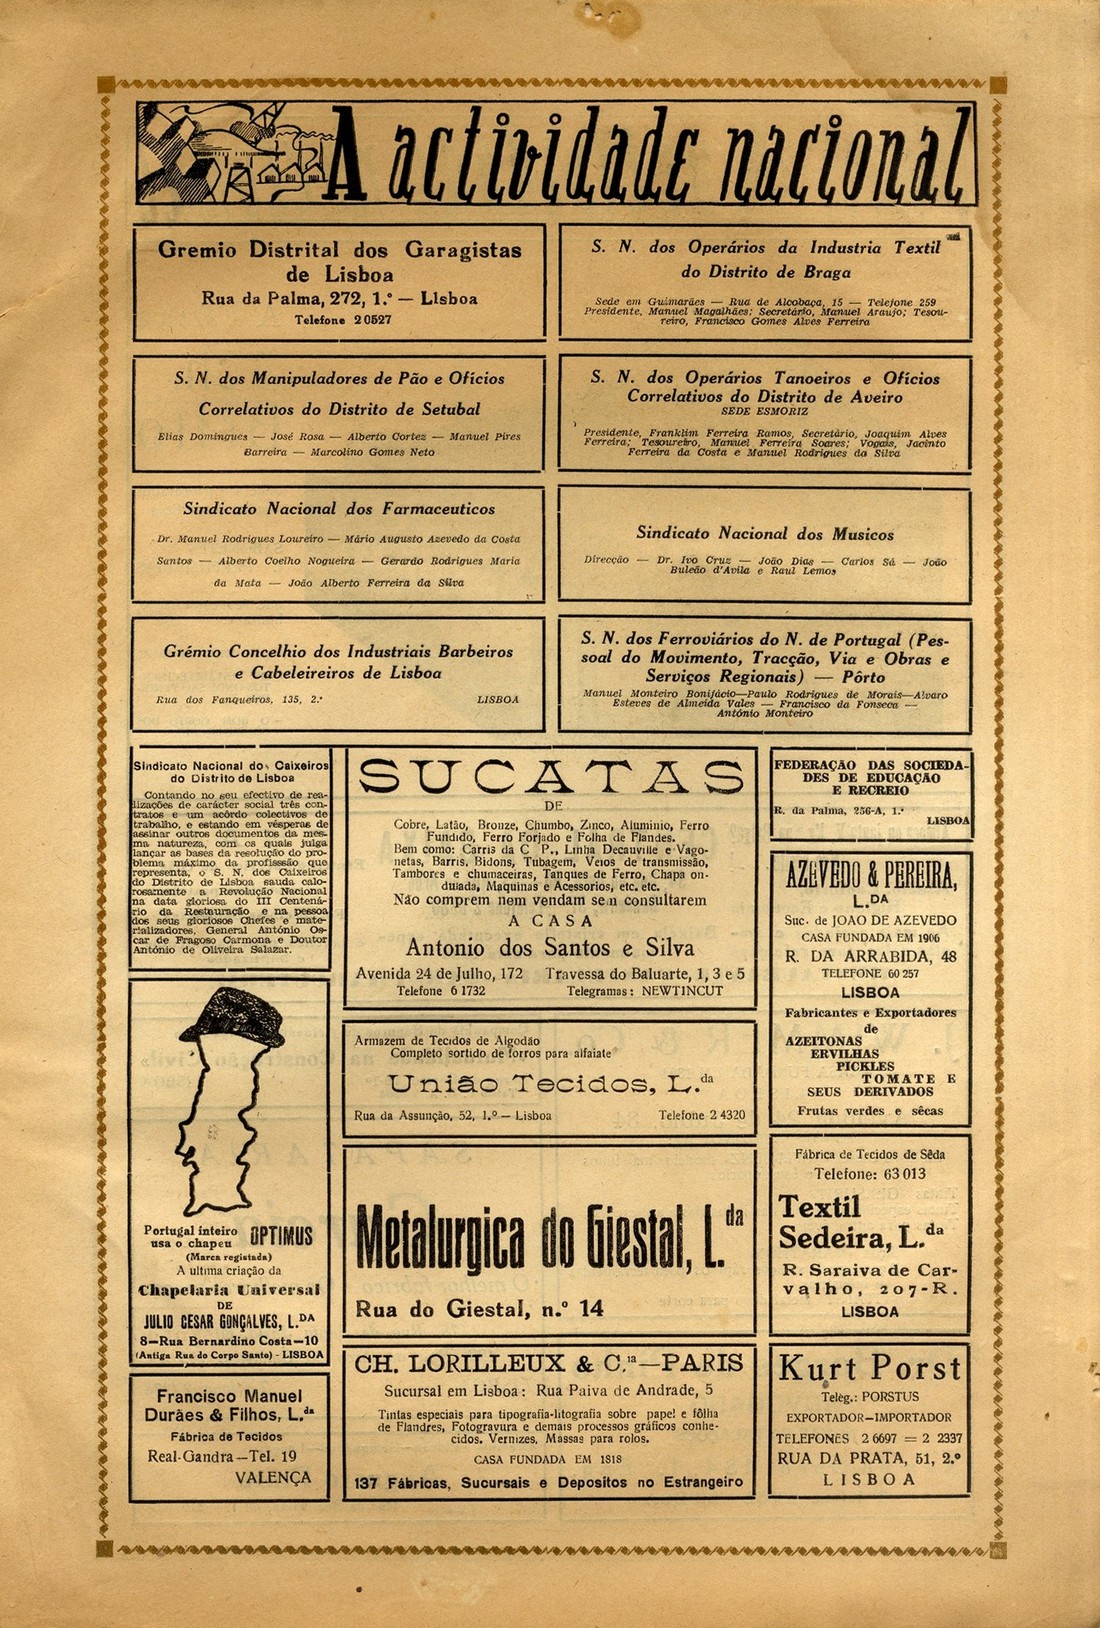 A actividade nacional
Gremio Distrital dos Garagistas
de Lisboa
Rua da Palma, 272, 1.º — Lisboa
Telefone 2 0527
S. N. dos Operários da Industria Textil
do Distrito de Braga
Sede em Guimarães — Rua de Alcobaça, 15 — Telefone 259
Presidente, Manuel Magalhães; Secretário, Manuel Araujo; Tesou-
reiro, Francisco Gomes Alves Ferreira
S. N. dos Manipuladores de Pão e Ofícios
Correlativos do Distrito de Setubal
Elias Domingues — José Rosa — Alberto Cortez — Manuel Pires
Barreira — Marcolino Gomes Neto
S. N. dos Operários Tanoeiros e Ofícios
Correlativos do Distrito de Aveiro
SEDE ESMORIZ
Presidente, Franklim Ferreira Ramos, Secretário, Joaquim Alves
Ferreira; Tesoureiro, Manuel Ferreira Soares; Vogais, Jacinto
Ferreira da Costa e Manuel Rodrigues da Silva
Sindicato Nacional dos Farmaceuticos
Dr. Manuel Rodrigues Loureiro — Mário Augusto Azevedo da Costa
Santos — Alberto Coelho Nogueira — Gerardo Rodrigues Maria
da Mata — João Alberto Ferreira da Silva
Sindicato Nacional dos Musicos
Direcção — Dr. Ivo Cruz — João Dias — Carlos Sá — João
Buleão d'Avila e Raul Lemos
Grémio Concelhio dos Industriais Barbeiros
e Cabeleireiros de Lisboa
Rua dos Fanqueiros, 135, 2.º LISBOA
S. N. dos Ferroviários do N. de Portugal (Pes-
soal do Movimento, Tracção, Via e Obras e
Serviços Regionais) — Pôrto
Manuel Monteiro Bonifácio—Paulo Rodrigues de Morais—Alvaro
Esteves de Almeida Vales — Francisco da Fonseca —
António Monteiro
Sindicato Nacional dos Caixeiros
do Distrito de Lisboa
Contando no seu efectivo de rea-
lizações de carácter social três con-
tratos e um acôrdo colectivos de
trabalho, e estando em vésperas de
assinar outros documentos da mes-
ma natureza, com os quais julga
lançar as bases da resolução do pro-
blema máximo da profisssão que
representa, o S. N. dos Caixeiros
do Distrito de Lisboa sauda calo-
rosamente a Revolução Nacional
na data gloriosa do III Centená-
rio da Restauração e na pessoa
dos seus gloriosos Chefes e mate-
rializadores, General António Os-
car de Fragoso Carmona e Doutor
António de Oliveira Salazar.
Portugal inteiro
usa o chapeu OPTIMUS
(Marca registada)
A ultima criação da
Chapelaria Universal
DE
JULIO CESAR GONÇALVES, L.DA
8—Rua Bernardino Costa—10
(Antiga Rua do Corpo Santo) - LISBOA
Francisco Manuel
Durães & Filhos, L.da
Fábrica de Tecidos
Real-Gandra—Tel. 19
VALENÇA
SUCATAS
DE
Cobre, Latão, Bronze, Chumbo, Zinco, Aluminio, Ferro
Fundido, Ferro Forjado e Folha de Flandes.
Bem como: Carris da C P., Linha Decauville e Vago-
netas, Barris, Bidons, Tubagem, Veios de transmissão,
Tambores e chumaceiras, Tanques de Ferro, Chapa on-
dulada, Maquinas e Acessorios, etc. etc.
Não comprem nem vendam sem consultarem
A CASA
Antonio dos Santos e Silva
Avenida 24 de Julho, 172 Travessa do Baluarte, 1, 3 e 5
Telefone 6 1732 Telegramas: NEWTINCUT
Armazem de Tecidos de Algodão
Completo sortido de forros para alfaiate
União Tecidos, L.da
Rua da Assunção, 52, 1.º — Lisboa Telefone 2 4320
Metalurgica do Giestal, L.da
Rua do Giestal, n.º 14
CH. LORILLEUX & C.ia—PARIS
Sucursal em Lisboa: Rua Paiva de Andrade, 5
Tintas especiais para tipografia-litografia sobre papel e fôlha
de Flandres, Fotogravura e demais processos gráficos conhe-
cidos. Vernizes, Massas para rolos.
CASA FUNDADA EM 1818
137 Fábricas, Sucursais e Depositos no Estrangeiro
FEDERAÇÃO DAS SOCIEDA-
DES DE EDUCAÇÃO
E RECREIO
R. da Palma, 256-A, 1.º
LISBOA
AZEVEDO & PEREIRA,
L.DA
Suc. de JOAO DE AZEVEDO
CASA FUNDADA EM 1906
R. DA ARRABIDA, 48
TELEFONE 60 257
LISBOA
Fabricantes e Exportadores
de
AZEITONAS
ERVILHAS
PICKLES
TOMATE E
SEUS DERIVADOS
Frutas verdes e sêcas
Fábrica de Tecidos de Sêda
Telefone: 63 013
Textil
Sedeira, L.da
R. Saraiva de Car-
valho, 207-R.
LISBOA
Kurt Porst
Teleg.: PORSTUS
EXPORTADOR—IMPORTADOR
TELEFONES 2 6697 = 2 2337
RUA DA PRATA, 51, 2.º
LISBOA